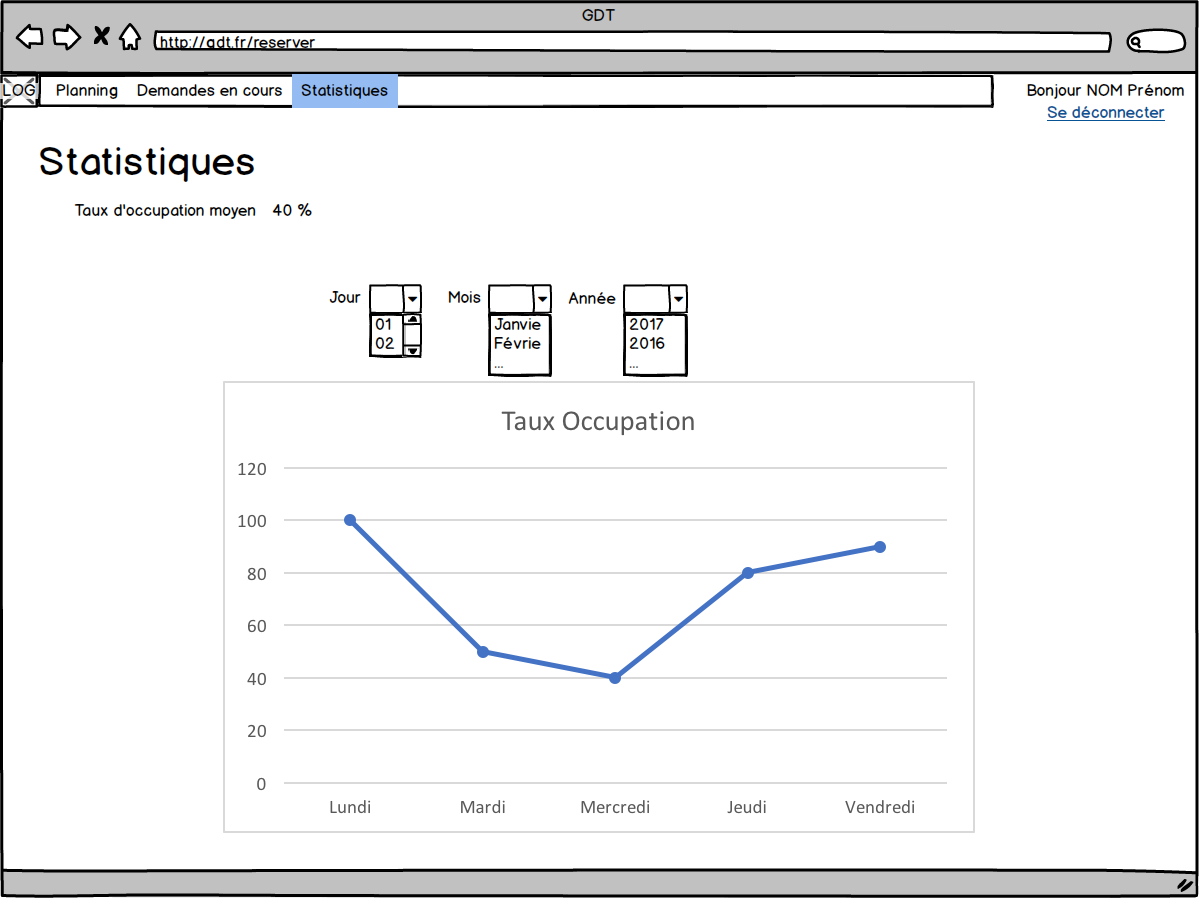 GDT
http://gdt.fr/reserver
LOG Planning Demandes en cours Statistiques Bonjour NOM Prénom
Se déconnecter
Statistiques
Taux d'occupation moyen 40 %
Jour Mois Année
01 Janvie 2017
02 Févrie 2016
... ...
Taux Occupation
120
100
80
60
40
20
0
Lundi Mardi Mercredi Jeudi Vendredi